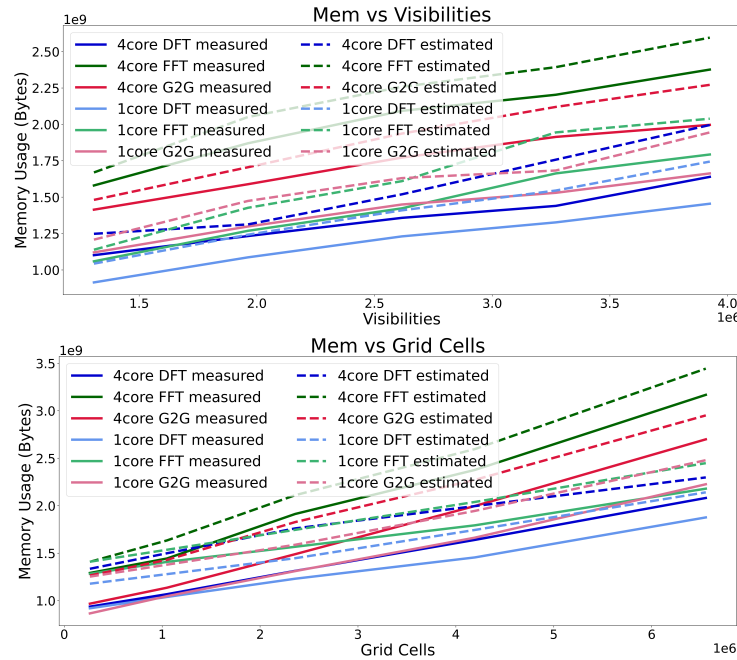 Mem vs Visibilities
1e9
4core DFT measured 4core DFT estimated
4core FFT measured 4core FFT estimated
4core G2G measured 4core G2G estimated
1core DFT measured 1core DFT estimated
1core FFT measured 1core FFT estimated
1core G2G measured 1core G2G estimated
Memory Usage (Bytes)
2.50
2.25
2.00
1.75
1.50
1.25
1.00
1.5 2.0 2.5 3.0 3.5 4.0
1e6
Visibilities
Mem vs Grid Cells
1e9
4core DFT measured 4core DFT estimated
4core FFT measured 4core FFT estimated
4core G2G measured 4core G2G estimated
1core DFT measured 1core DFT estimated
1core FFT measured 1core FFT estimated
1core G2G measured 1core G2G estimated
Memory Usage (Bytes)
3.5
3.0
2.5
2.0
1.5
1.0
0 1 2 3 4 5 6
1e6
Grid Cells